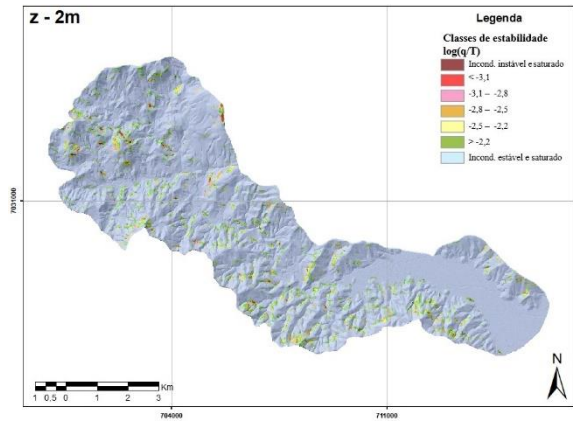 z - 2m
Legenda
Classes de estabilidade
log(q/T)
Incond. instável e saturado
< -3,1
-3,1 – -2,8
-2,8 – -2,5
-2,5 – -2,2
> -2,2
Incond. estável e saturado
7031000
N
1 0.5 0 1 2 3
Km
704000
711000